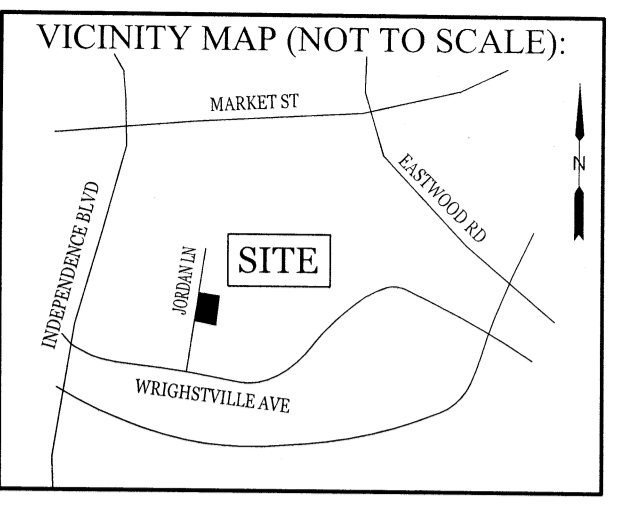 VICINITY MAP (NOT TO SCALE):
MARKET ST
EASTWOOD RD
N
INDEPENDENCE BLVD
JORDAN LN
SITE
WRIGHSTVILLE AVE